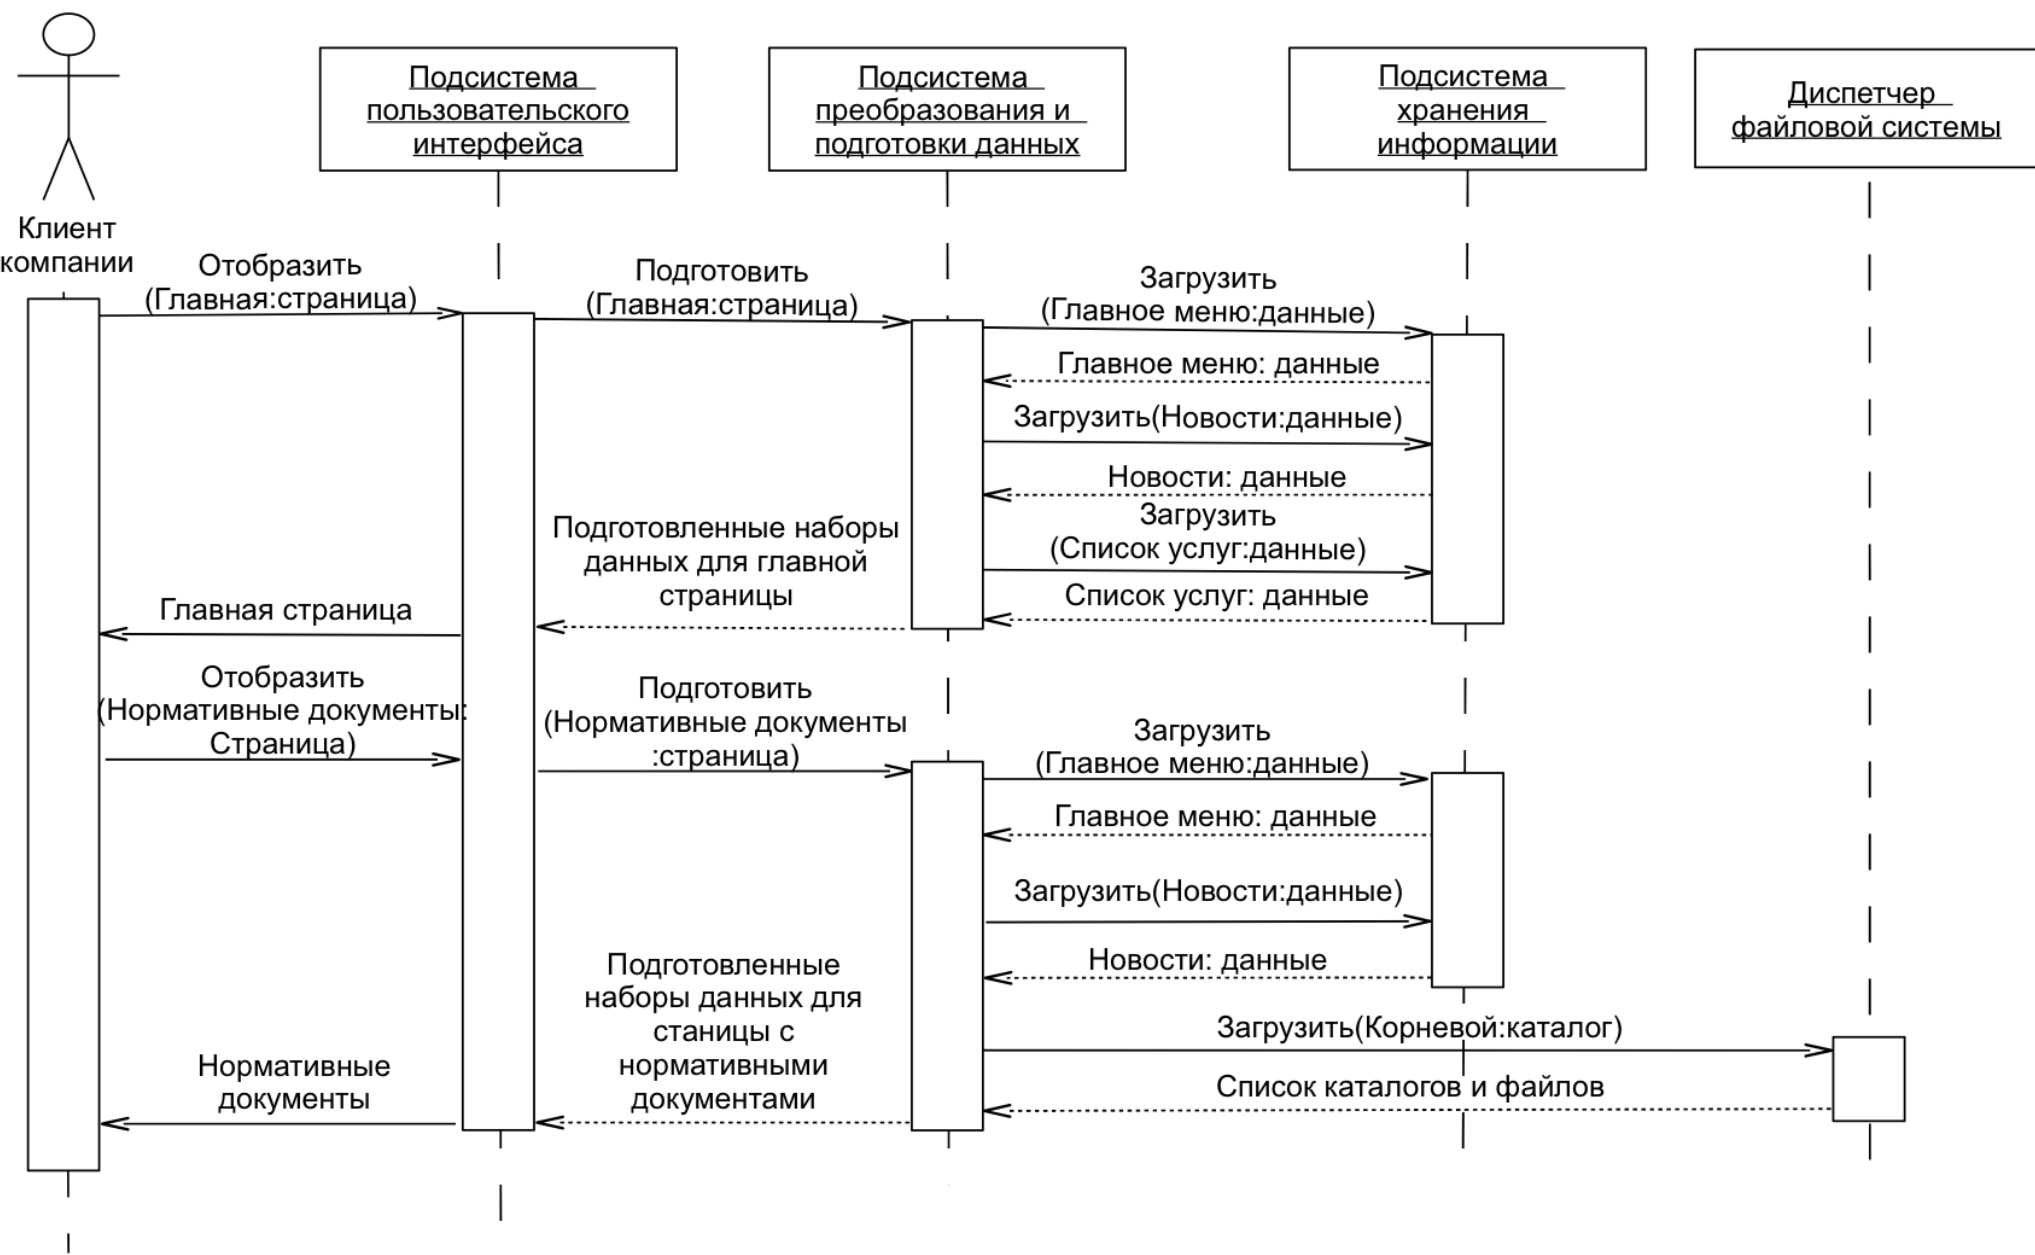 Клиент
компании
Подсистема
пользовательского
интерфейса
Подсистема
преобразования и
подготовки данных
Подсистема
хранения
информации
Диспетчер
файловой системы
Отобразить
(Главная:страница)
Подготовить
(Главная:страница)
Загрузить
(Главное меню:данные)
Главное меню: данные
Загрузить(Новости:данные)
Новости: данные
Загрузить
(Список услуг:данные)
Список услуг: данные
Подготовленные наборы
данных для главной
страницы
Главная страница
Отобразить
(Нормативные документы:
Страница)
Подготовить
(Нормативные документы
:страница)
Загрузить
(Главное меню:данные)
Главное меню: данные
Загрузить(Новости:данные)
Новости: данные
Загрузить(Корневой:каталог)
Список каталогов и файлов
Подготовленные
наборы данных для
станицы с
нормативными
документами
Нормативные
документы